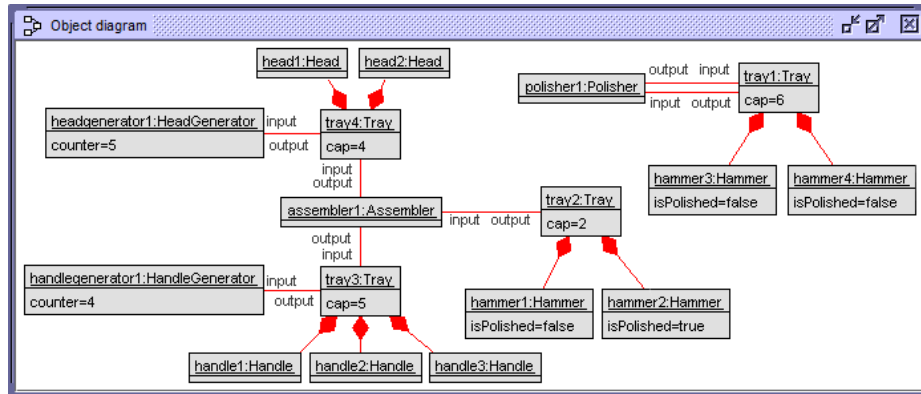 Object diagram
head1:Head
head2:Head
output input
tray1:Tray
polisher1:Polisher
input output
cap=6
headgenerator1:HeadGenerator
input
tray4:Tray
counter=5
output
cap=4
input
output
hammer3:Hammer
hammer4:Hammer
isPolished=false
isPolished=false
tray2:Tray
assembler1:Assembler
input output
cap=2
output
input
handlegenerator1:HandleGenerator
input
tray3:Tray
counter=4
output
cap=5
hammer1:Hammer
hammer2:Hammer
isPolished=false
isPolished=true
handle1:Handle
handle2:Handle
handle3:Handle